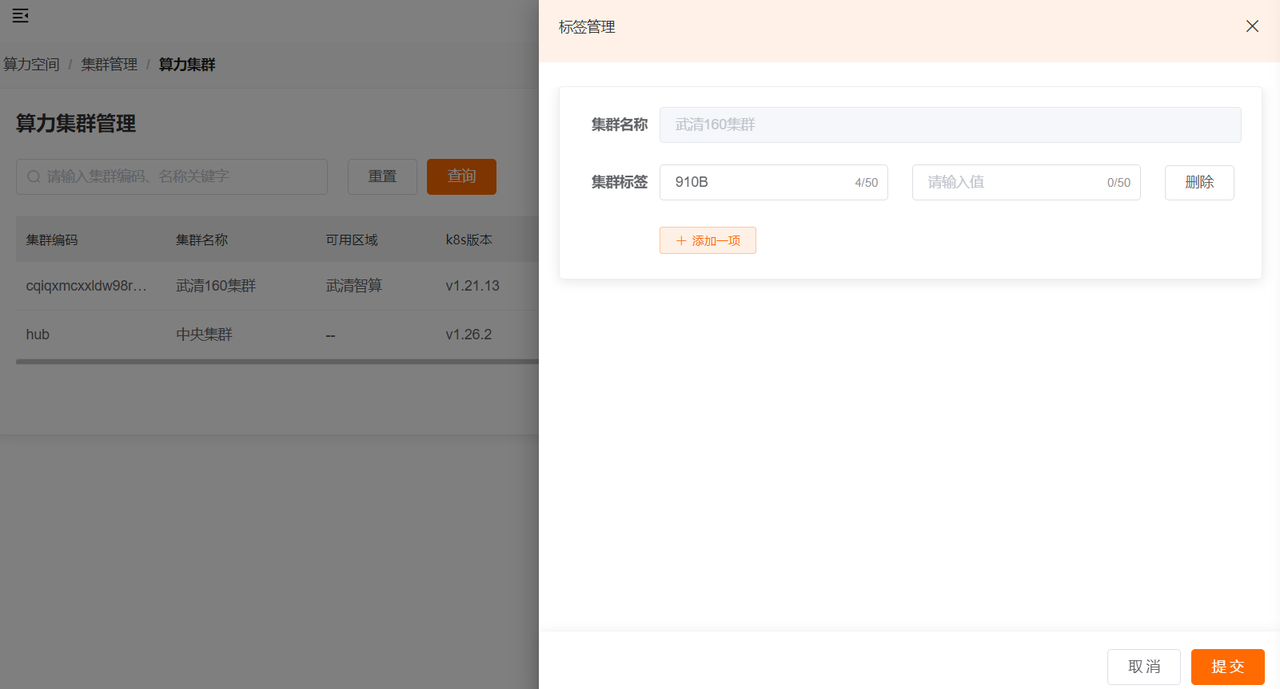 算力空间 / 集群管理 / 算力集群
算力集群管理
请输入集群编码、名称关键字 重置 查询
集群编码 集群名称 可用区域 k8s版本
cqiqxmcxxldw98r... 武清160集群 武清智算 v1.21.13
hub 中央集群 -- v1.26.2
标签管理
集群名称 武清160集群
集群标签 910B 4/50 请输入值 0/50 删除
+ 添加一项
取消 提交